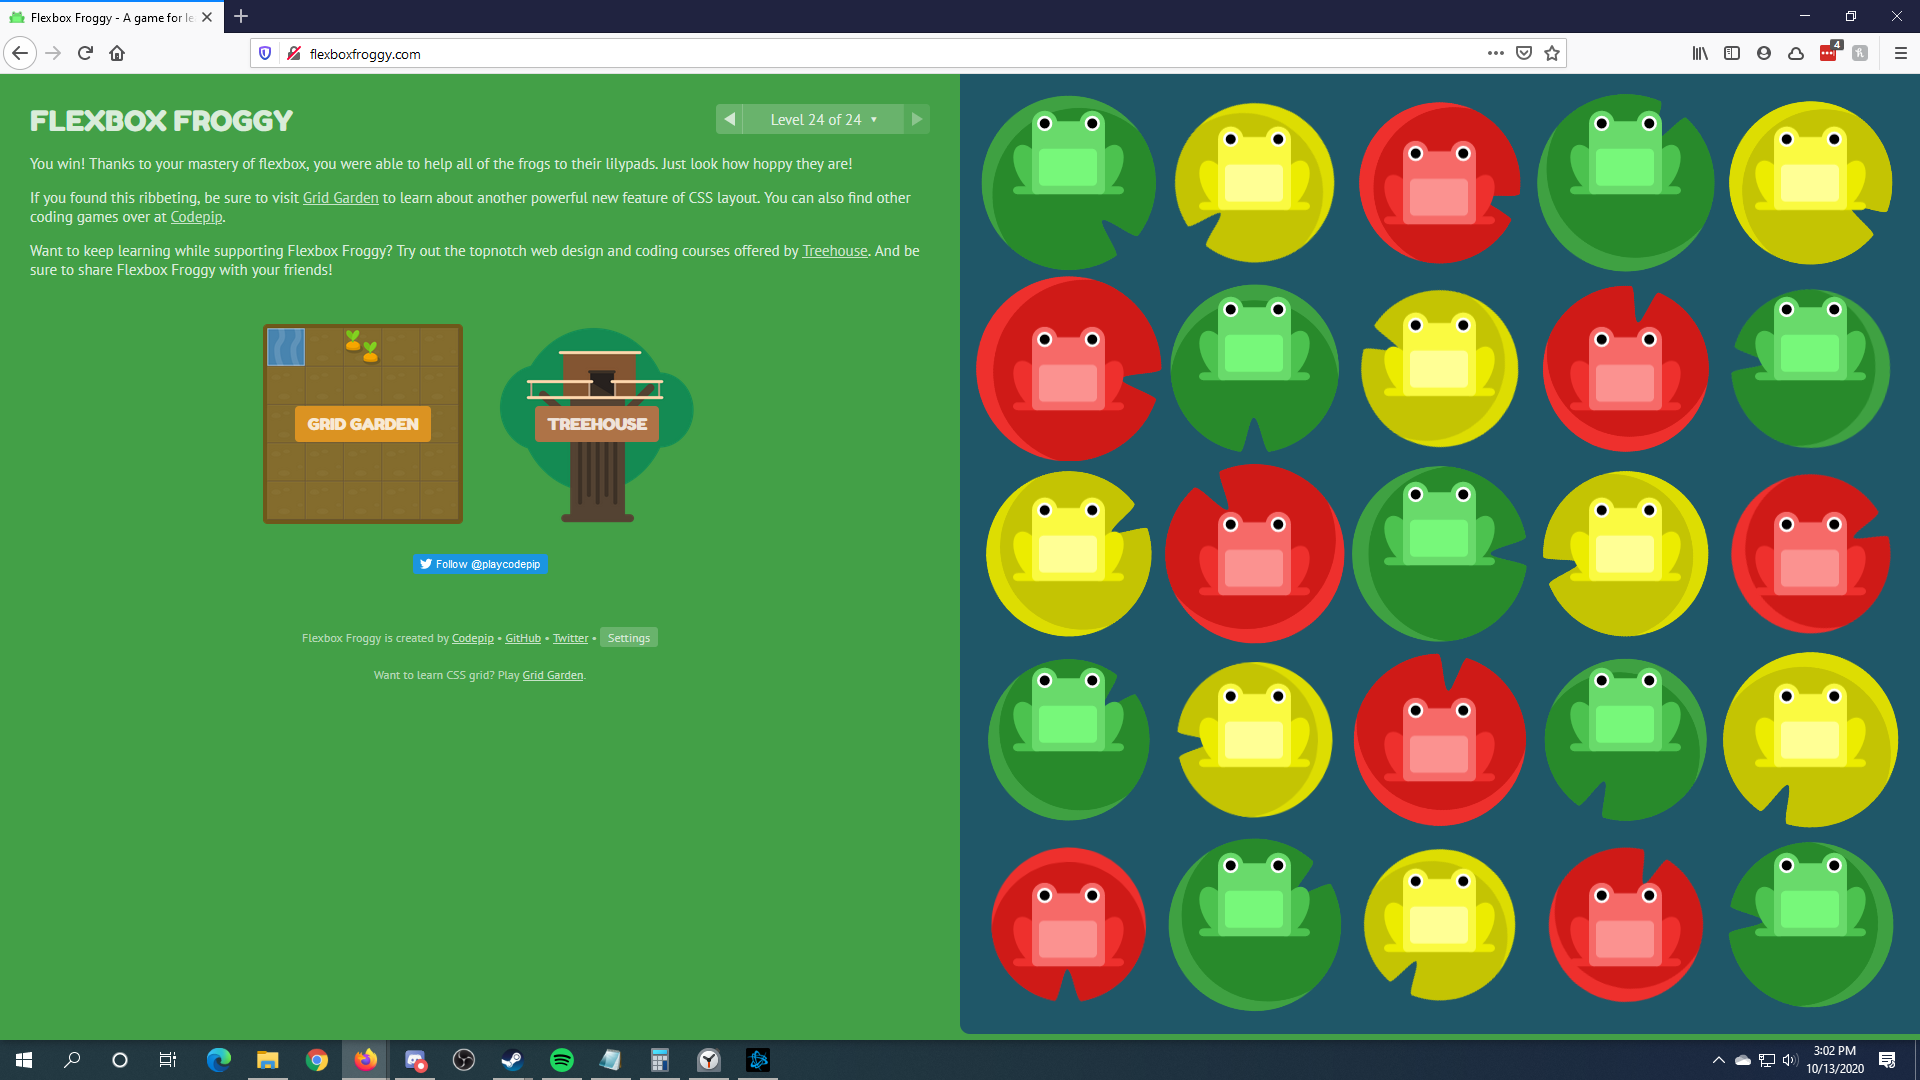 Flexbox Froggy - A game for le
flexboxfroggy.com
4
FLEXBOX FROGGY
Level 24 of 24 ▼
You win! Thanks to your mastery of flexbox, you were able to help all of the frogs to their lilypads. Just look how hoppy they are!
If you found this ribbeting, be sure to visit Grid Garden to learn about another powerful new feature of CSS layout. You can also find other
coding games over at Codepip.
Want to keep learning while supporting Flexbox Froggy? Try out the topnotch web design and coding courses offered by Treehouse. And be
sure to share Flexbox Froggy with your friends!
GRID GARDEN
TREEHOUSE
Follow @playcodepip
Flexbox Froggy is created by Codepip • GitHub • Twitter • Settings
Want to learn CSS grid? Play Grid Garden.
3:02 PM
10/13/2020